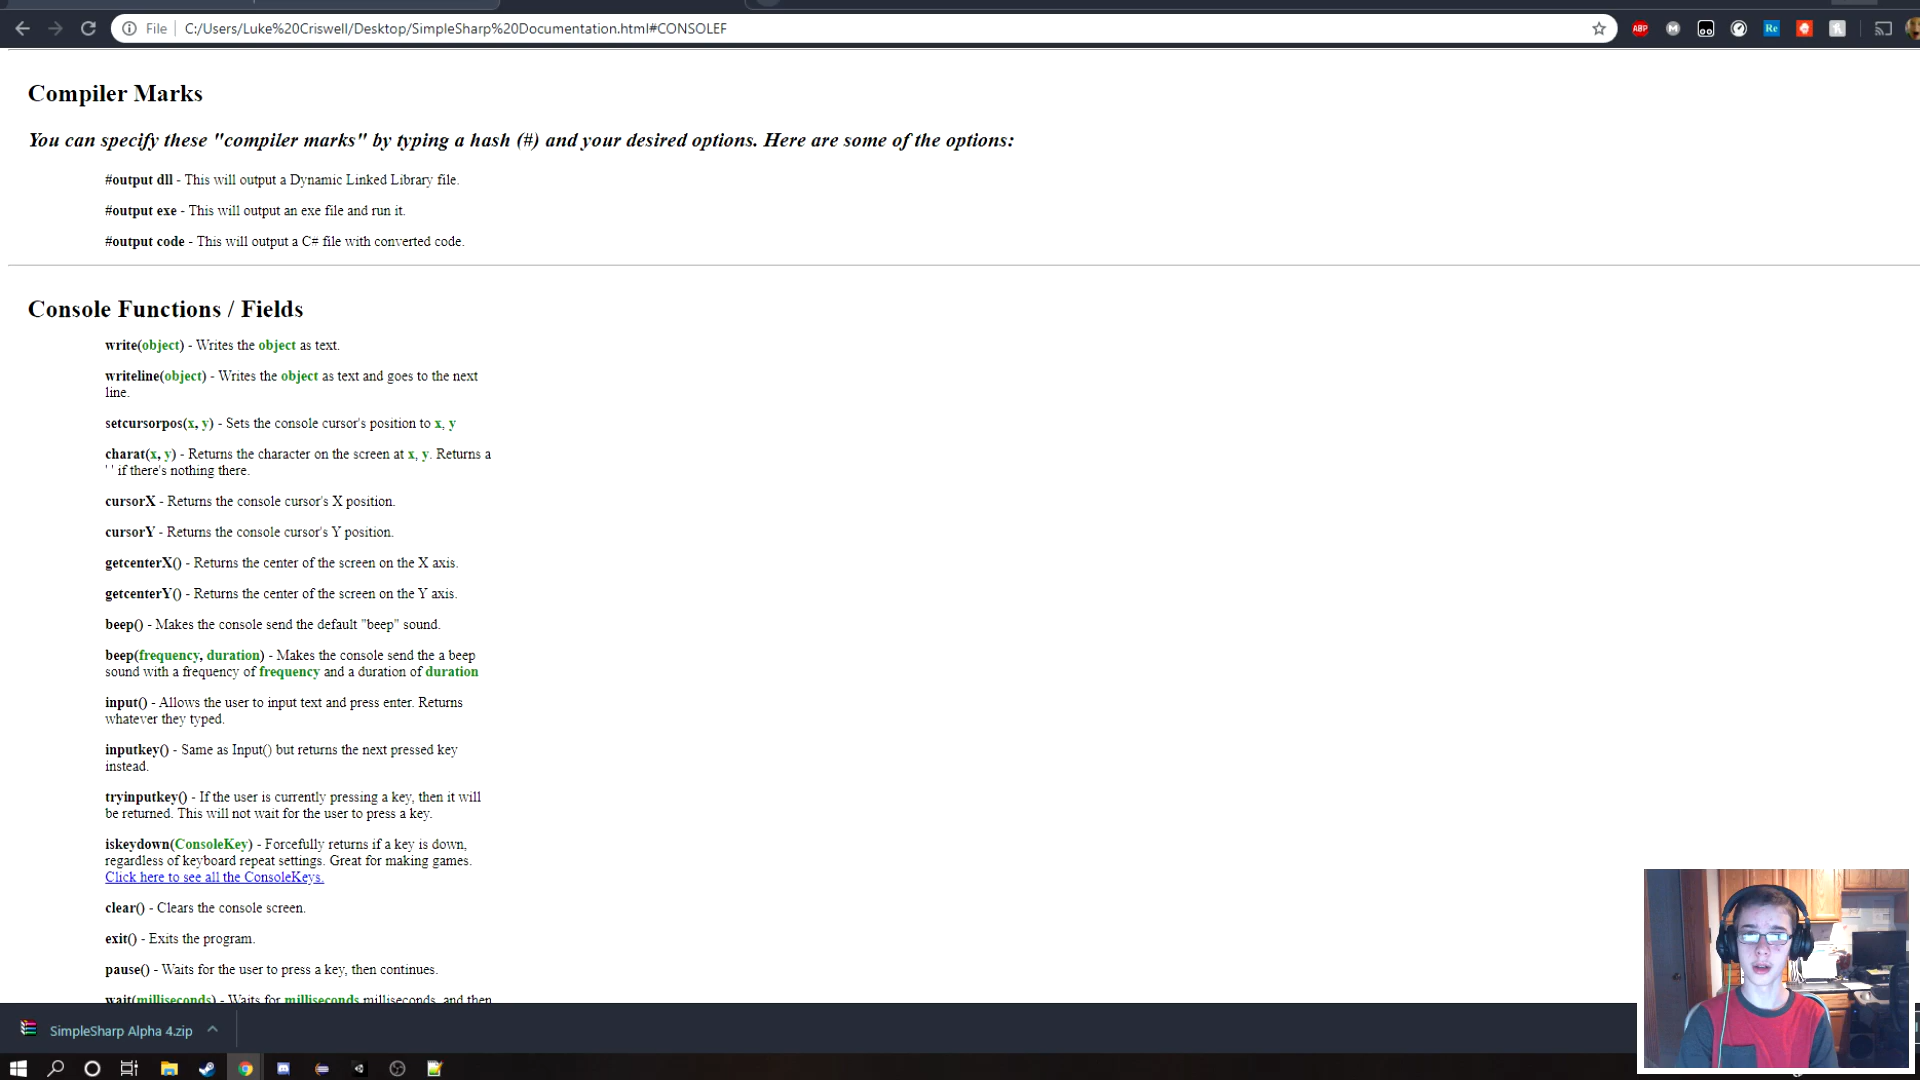 File
C:/Users/Luke%20Criswell/Desktop/SimpleSharp%20Documentation.html#CONSOLEF
ABP
M
Re
Compiler Marks
You can specify these "compiler marks" by typing a hash (#) and your desired options. Here are some of the options:
#output dll - This will output a Dynamic Linked Library file.
#output exe - This will output an exe file and run it.
#output code - This will output a C# file with converted code.
Console Functions / Fields
write(object) - Writes the object as text.
writeline(object) - Writes the object as text and goes to the next
line.
setcursorpos(x, y) - Sets the console cursor's position to x, y
charat(x, y) - Returns the character on the screen at x, y. Returns a
' ' if there's nothing there.
cursorX - Returns the console cursor's X position.
cursorY - Returns the console cursor's Y position.
getcenterX() - Returns the center of the screen on the X axis.
getcenterY() - Returns the center of the screen on the Y axis.
beep() - Makes the console send the default "beep" sound.
beep(frequency, duration) - Makes the console send the a beep
sound with a frequency of frequency and a duration of duration
input() - Allows the user to input text and press enter. Returns
whatever they typed.
inputkey() - Same as Input() but returns the next pressed key
instead.
tryinputkey() - If the user is currently pressing a key, then it will
be returned. This will not wait for the user to press a key.
iskeydown(ConsoleKey) - Forcefully returns if a key is down,
regardless of keyboard repeat settings. Great for making games.
Click here to see all the ConsoleKeys.
clear() - Clears the console screen.
exit() - Exits the program.
pause() - Waits for the user to press a key, then continues.
wait(milliseconds) - Waits for milliseconds milliseconds, and then
SimpleSharp Alpha 4.zip